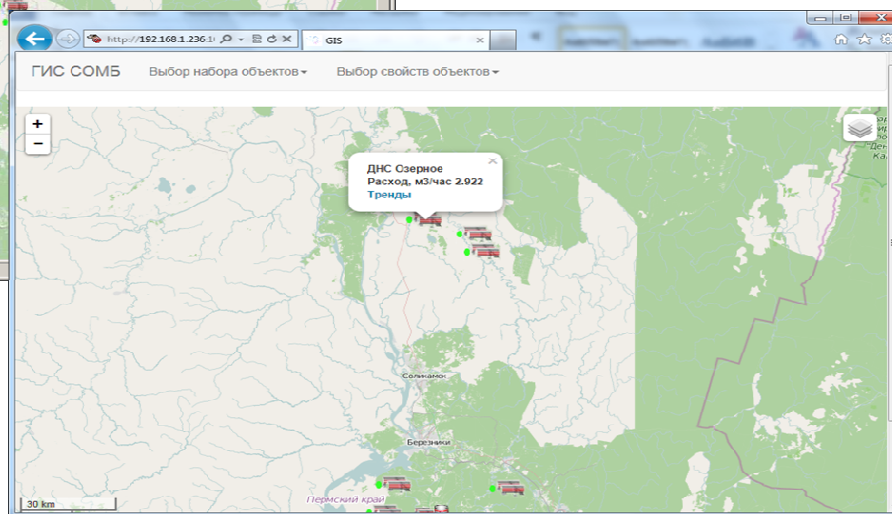 http://192.168.1.236:1
GIS
ГИС СОМБ
Выбор набора объектов
Выбор свойств объектов
+
−
ДНС Озерное
Расход, м3/час 2.922
Тренды
Соликамск
Березники
Пермский край
30 km